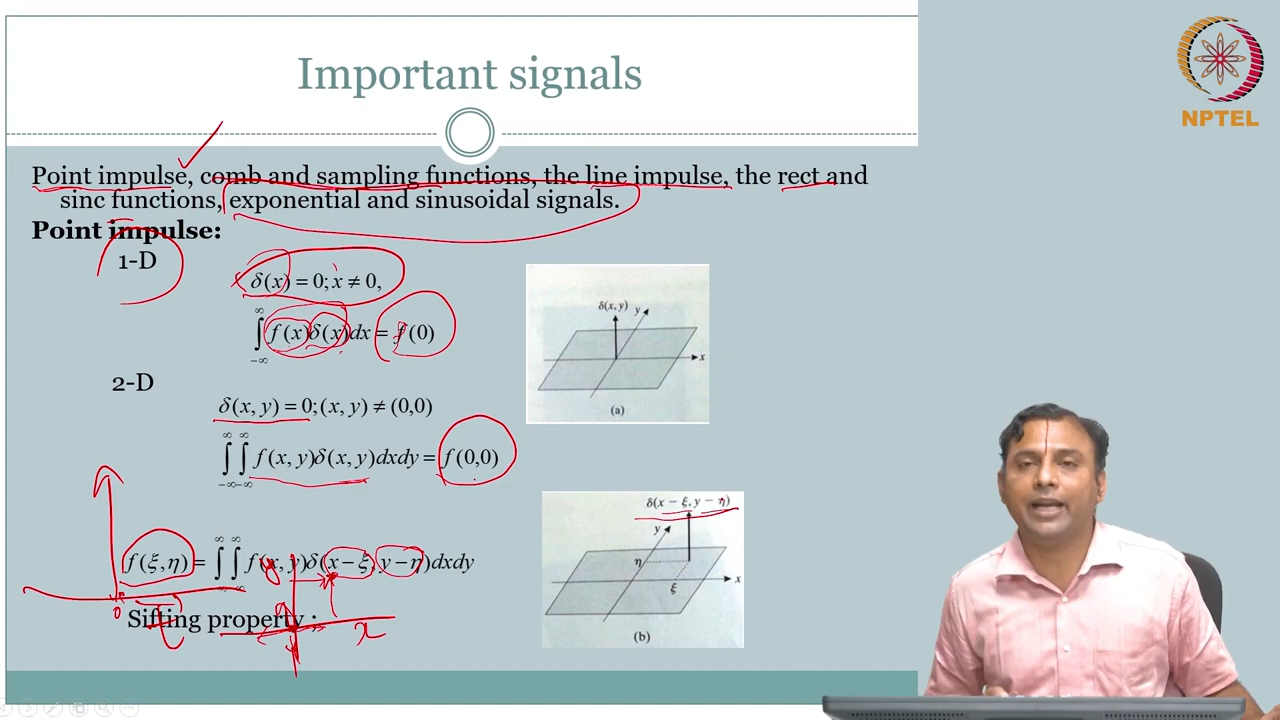 Important signals
NPTEL
Point impulse, comb and sampling functions, the line impulse, the rect and
sinc functions, exponential and sinusoidal signals.
Point impulse:
1-D
δ(x) = 0; x ≠ 0,
∫_{-∞}^{∞} f(x)δ(x)dx = f(0)
2-D
δ(x, y) = 0; (x, y) ≠ (0,0)
∫_{-∞}^{∞} ∫_{-∞}^{∞} f(x, y)δ(x, y)dxdy = f(0,0)
f(ξ,η) = ∫_{-∞}^{∞} ∫_{-∞}^{∞} f(x, y)δ(x−ξ, y−η)dxdy
Sifting property ;
δ(x, y)
y
x
(a)
δ(x − ξ, y − η)
y
η
x
ξ
(b)
0
x